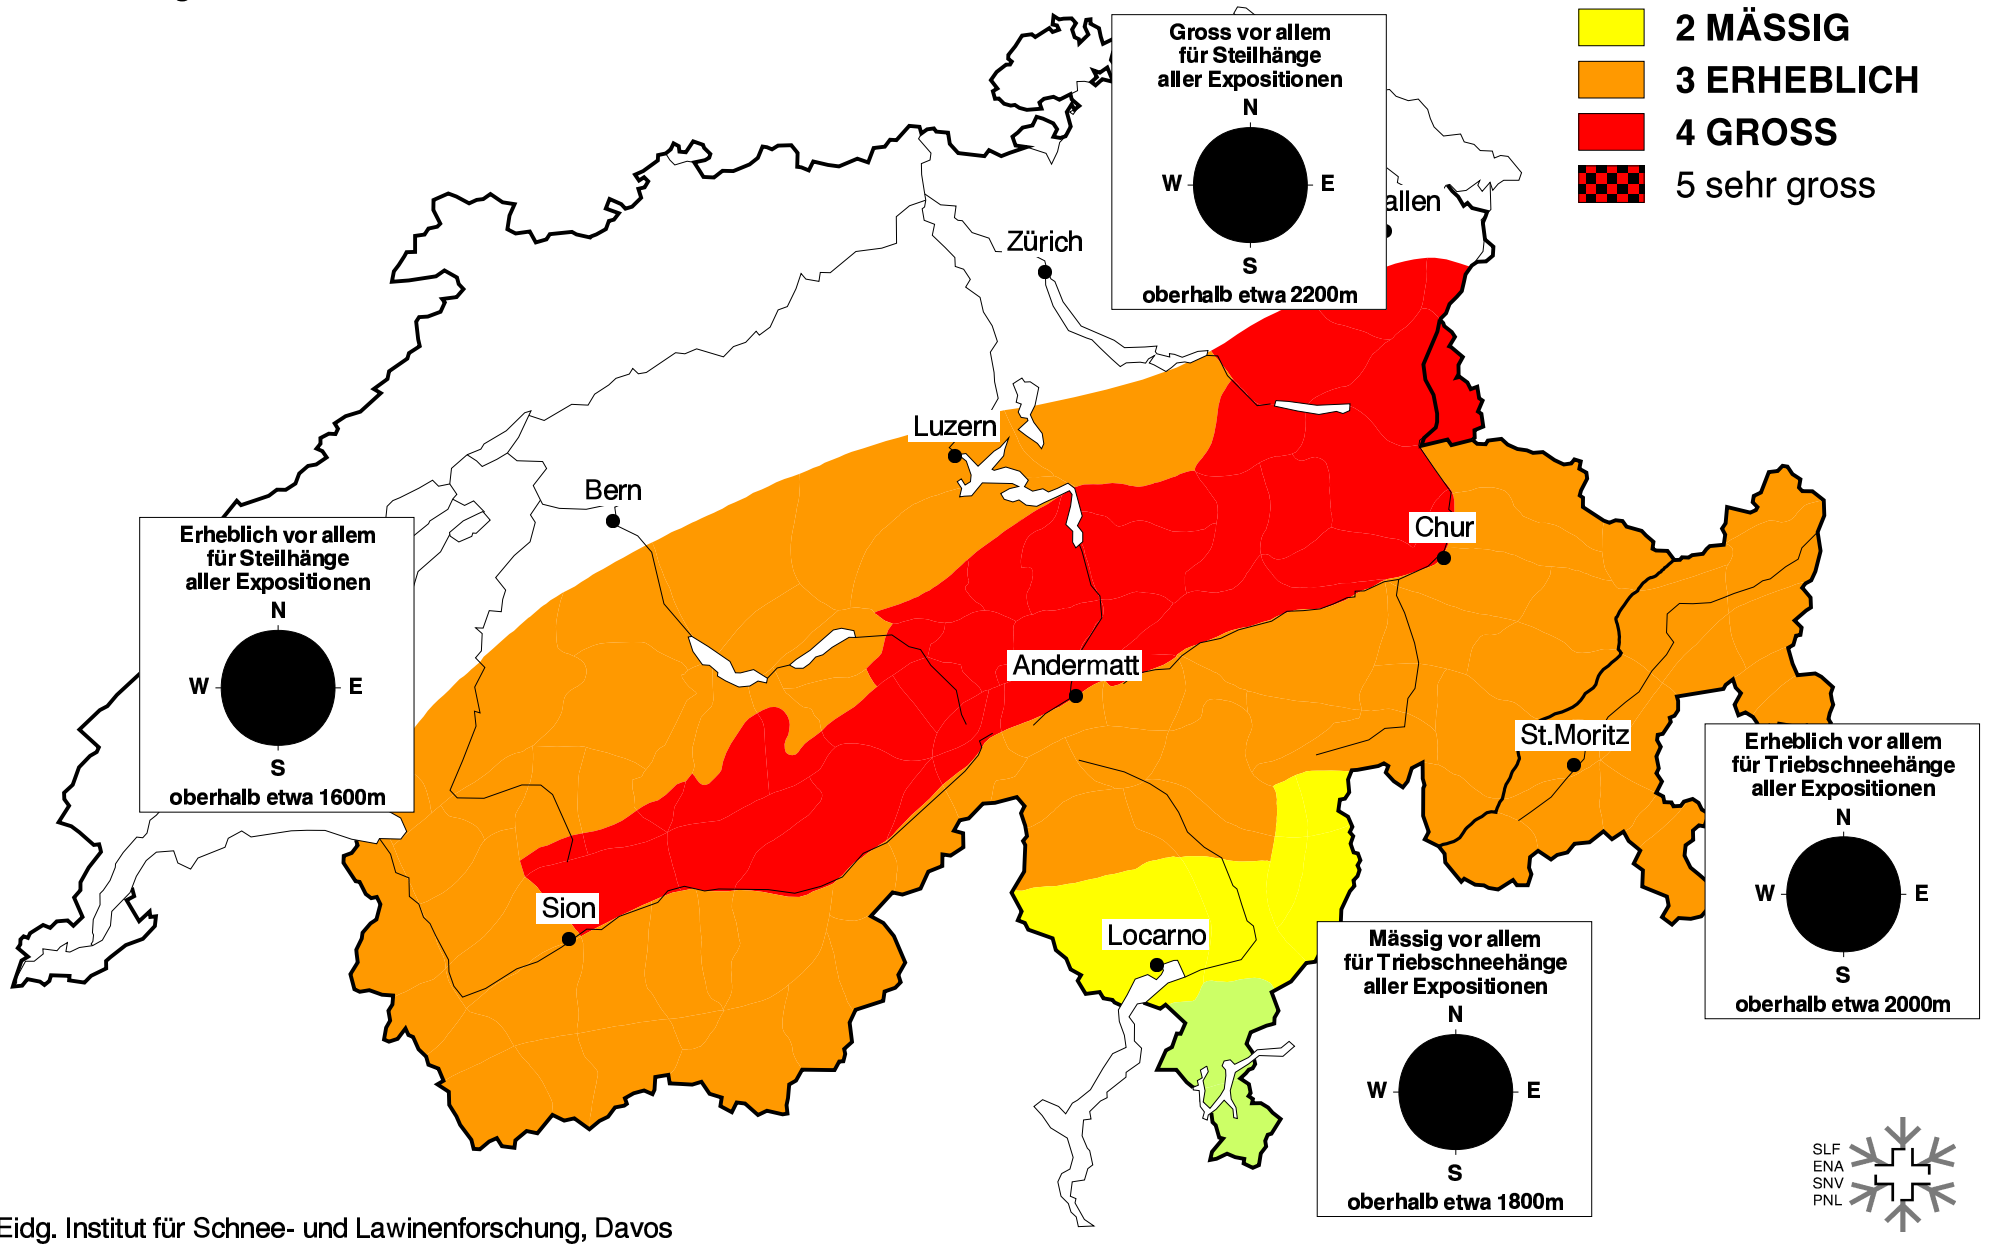 2 MÄSSIG
3 ERHEBLICH
4 GROSS
5 sehr gross
Gross vor allem
für Steilhänge
aller Expositionen
N
W
E
S
oberhalb etwa 2200m
allen
Zürich
Luzern
Bern
Chur
Andermatt
St.Moritz
Sion
Locarno
Erheblich vor allem
für Steilhänge
aller Expositionen
N
W
E
S
oberhalb etwa 1600m
Erheblich vor allem
für Triebschneehänge
aller Expositionen
N
W
E
S
oberhalb etwa 2000m
Mässig vor allem
für Triebschneehänge
aller Expositionen
N
W
E
S
oberhalb etwa 1800m
SLF
ENA
SNV
PNL
Eidg. Institut für Schnee- und Lawinenforschung, Davos